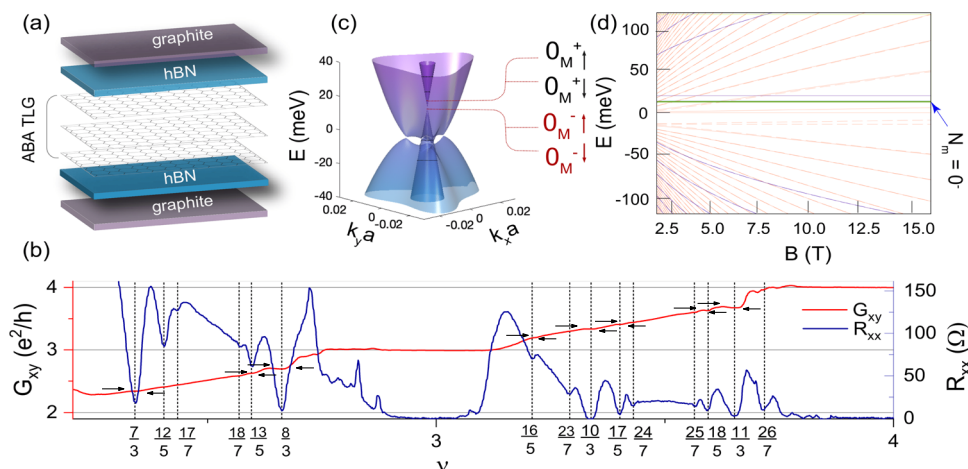 (a)
graphite
hBN
ABA TLG
hBN
graphite
(c)
E (meV)
40
20
0
-20
-40
0.02
0
-0.02
k_y a
-0.02
0
0.02
k_x a
0_M^+ ↑
0_M^+ ↓
0_M^- ↑
0_M^- ↓
(d)
E (meV)
100
50
0
-50
-100
2.5 5.0 7.5 10.0 12.5 15.0
B (T)
N_m = 0^-
(b)
G_xy (e^2/h)
4
3
2
G_xy
R_xx
150
100
50
0
R_xx (Ω)
7/3 12/5 17/7 18/7 13/5 8/3 3 16/5 23/7 10/3 17/5 24/7 25/7 18/5 11/3 26/7 4
ν